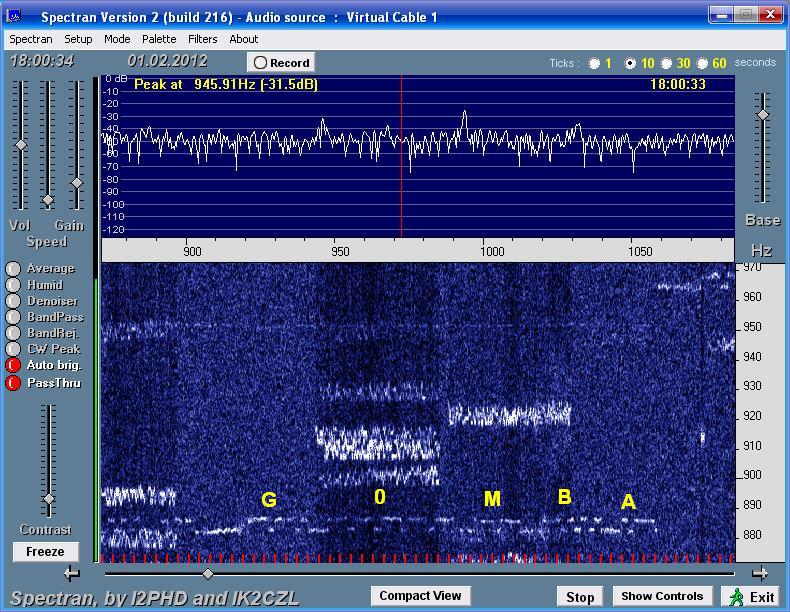 Spectran Version 2 (build 216) - Audio source : Virtual Cable 1
Spectran Setup Mode Palette Filters About
18:00:34 01.02.2012 Record Ticks : 1 10 30 60 seconds
0 dB
Peak at 945.91Hz (-31.5dB) 18:00:33
-10
-20
-30
-40
-50
-60
-70
-80
-90
-100
-110
-120
Vol Gain
Speed
Base
900 950 1000 1050 Hz
Average
Humid
Denoiser
BandPass
BandRej.
CW Peak
Auto brig.
PassThru
970
960
950
940
930
920
910
900
890
880
G 0 M B A
Contrast
Freeze
Spectran, by I2PHD and IK2CZL Compact View Stop Show Controls Exit